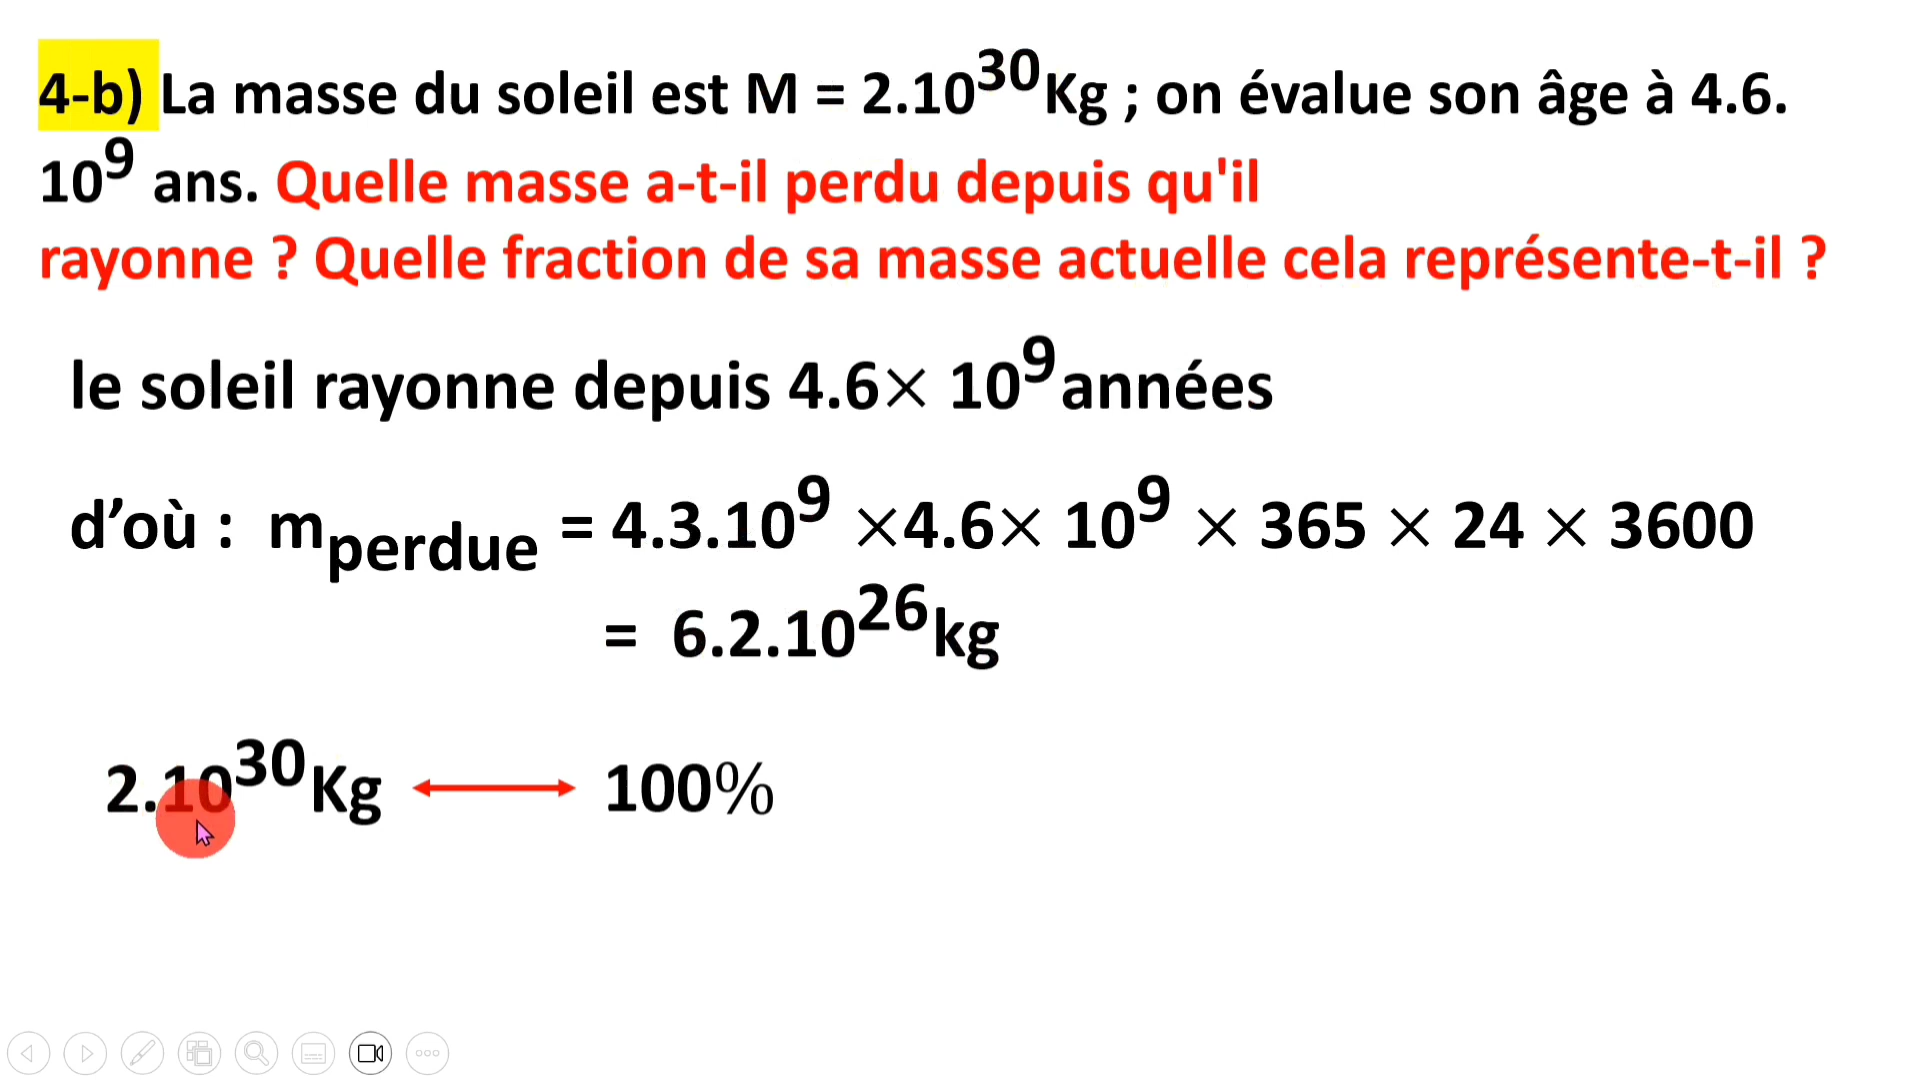 4-b) La masse du soleil est M = 2.10³⁰Kg ; on évalue son âge à 4.6.
10⁹ ans. Quelle masse a-t-il perdu depuis qu'il
rayonne ? Quelle fraction de sa masse actuelle cela représente-t-il ?
le soleil rayonne depuis 4.6× 10⁹années
d’où : mperdue = 4.3.10⁹ ×4.6× 10⁹ × 365 × 24 × 3600
= 6.2.10²⁶kg
2.10³⁰Kg ⟷ 100%